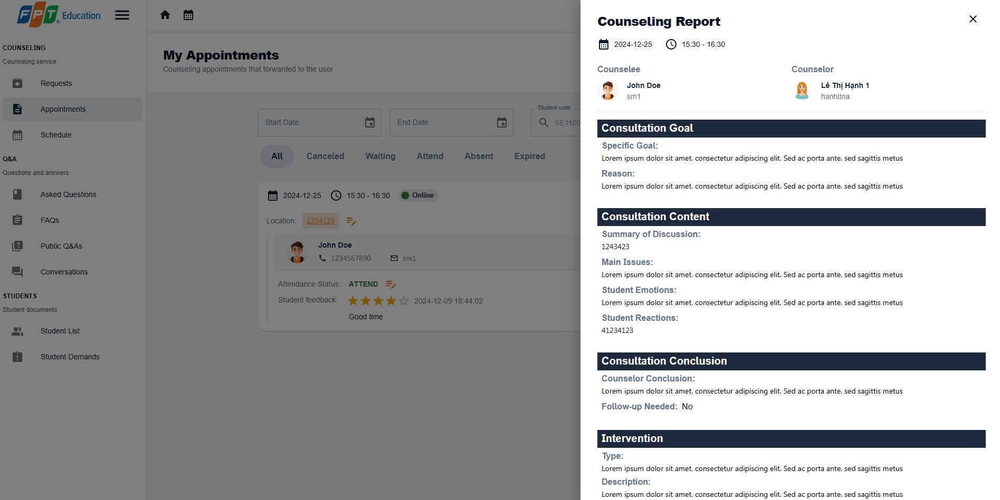 FPT Education
COUNSELING
Counseling service
Requests
Appointments
Schedule
Q&A
Questions and answers
Asked Questions
FAQs
Public Q&As
Conversations
STUDENTS
Student documents
Student List
Student Demands
My Appointments
Counseling appointments that forwarded to the user
Start Date
End Date
Student code
SE1100
All Canceled Waiting Attend Absent Expired
2024-12-25 15:30 - 16:30 Online
Location: 1234123
John Doe
1234567890 sm1
Attendance Status: ATTEND
Student feedback: 2024-12-09 18:44:02
Good time
Counseling Report
2024-12-25 15:30 - 16:30
Counselee
John Doe
sm1
Counselor
Lê Thị Hạnh 1
hanhltna
Consultation Goal
Specific Goal:
Lorem ipsum dolor sit amet, consectetur adipiscing elit. Sed ac porta ante, sed sagittis metus
Reason:
Lorem ipsum dolor sit amet, consectetur adipiscing elit. Sed ac porta ante, sed sagittis metus
Consultation Content
Summary of Discussion:
1243423
Main Issues:
Lorem ipsum dolor sit amet, consectetur adipiscing elit. Sed ac porta ante, sed sagittis metus
Student Emotions:
Lorem ipsum dolor sit amet, consectetur adipiscing elit. Sed ac porta ante, sed sagittis metus
Student Reactions:
41234123
Consultation Conclusion
Counselor Conclusion:
Lorem ipsum dolor sit amet, consectetur adipiscing elit. Sed ac porta ante, sed sagittis metus
Follow-up Needed: No
Intervention
Type:
Lorem ipsum dolor sit amet, consectetur adipiscing elit. Sed ac porta ante, sed sagittis metus
Description:
Lorem ipsum dolor sit amet, consectetur adipiscing elit. Sed ac porta ante, sed sagittis metus